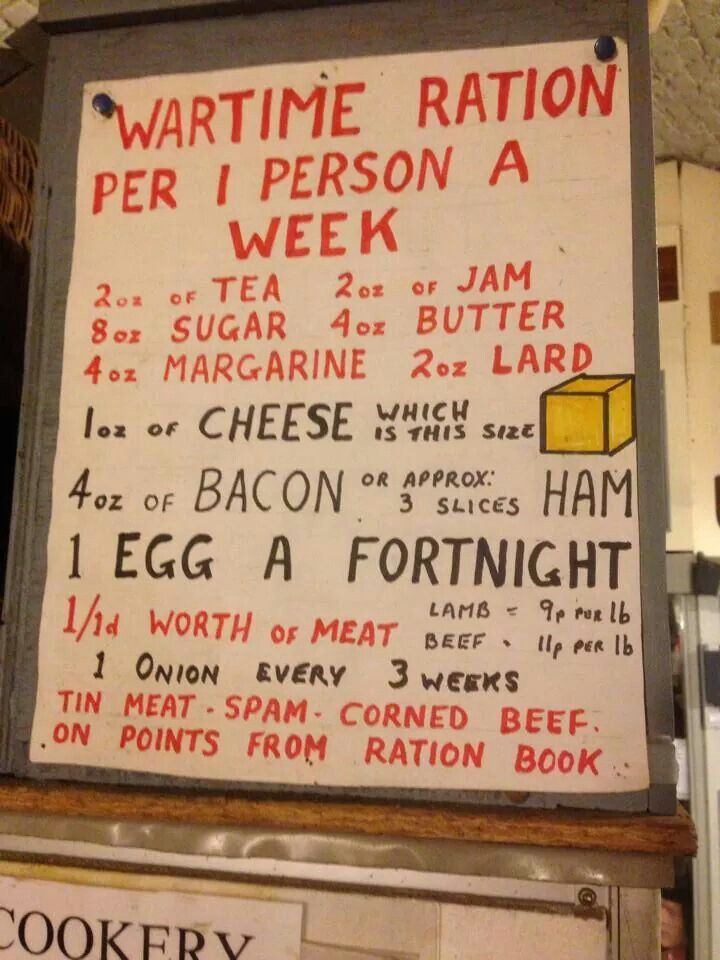 WARTIME RATION
PER 1 PERSON A
WEEK
2oz OF TEA 2oz OF JAM
8oz SUGAR 4oz BUTTER
4oz MARGARINE 2oz LARD
1oz OF CHEESE WHICH IS THIS SIZE
4oz OF BACON OR APPROX: 3 SLICES HAM
1 EGG A FORTNIGHT
1/1d WORTH OF MEAT LAMB = 9p PER lb
BEEF - 11p PER lb
1 ONION EVERY 3 WEEKS
TIN MEAT - SPAM - CORNED BEEF.
ON POINTS FROM RATION BOOK
COOKERY